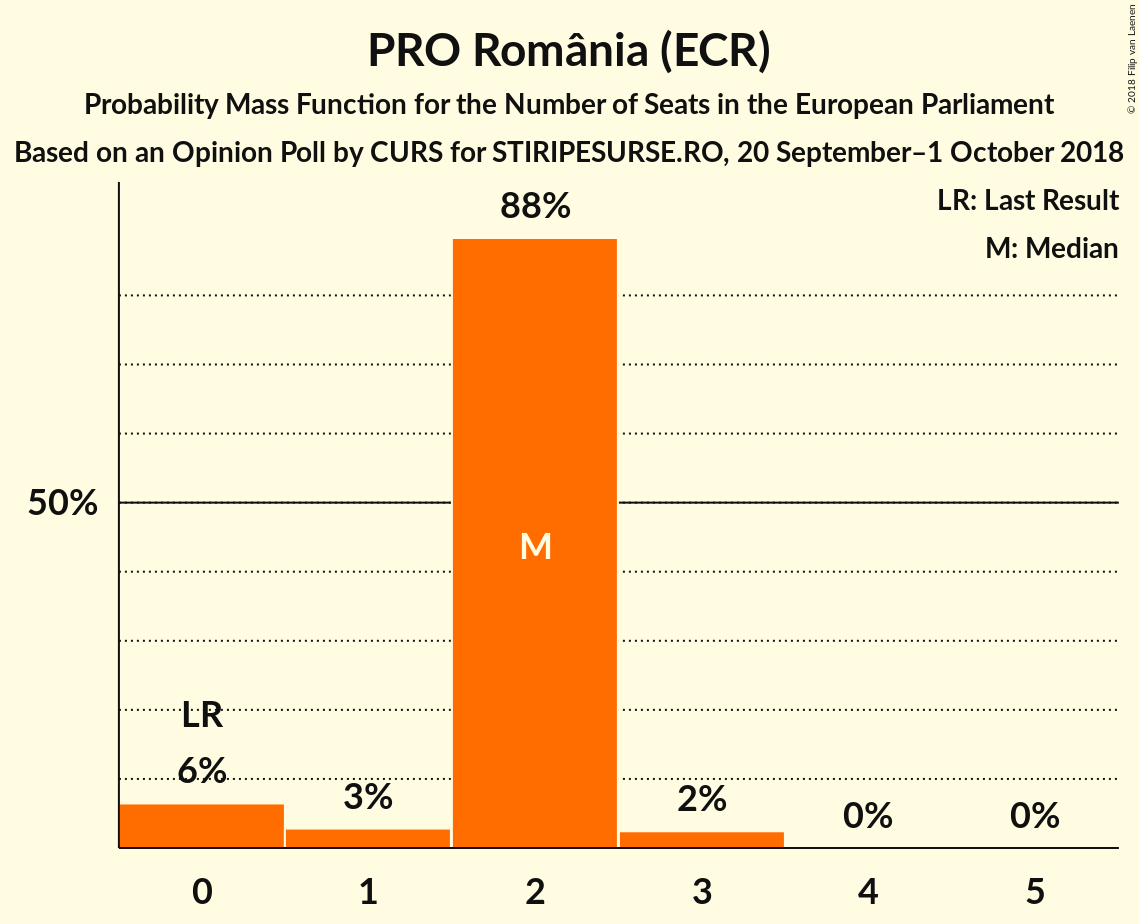 PRO România (ECR)
Probability Mass Function for the Number of Seats in the European Parliament
Based on an Opinion Poll by CURS for STIRIPESURSE.RO, 20 September–1 October 2018
© 2018 Filip van Laenen
LR: Last Result
M: Median
88%
50%
M
LR
6%
3%
2%
0%
0%
0
1
2
3
4
5